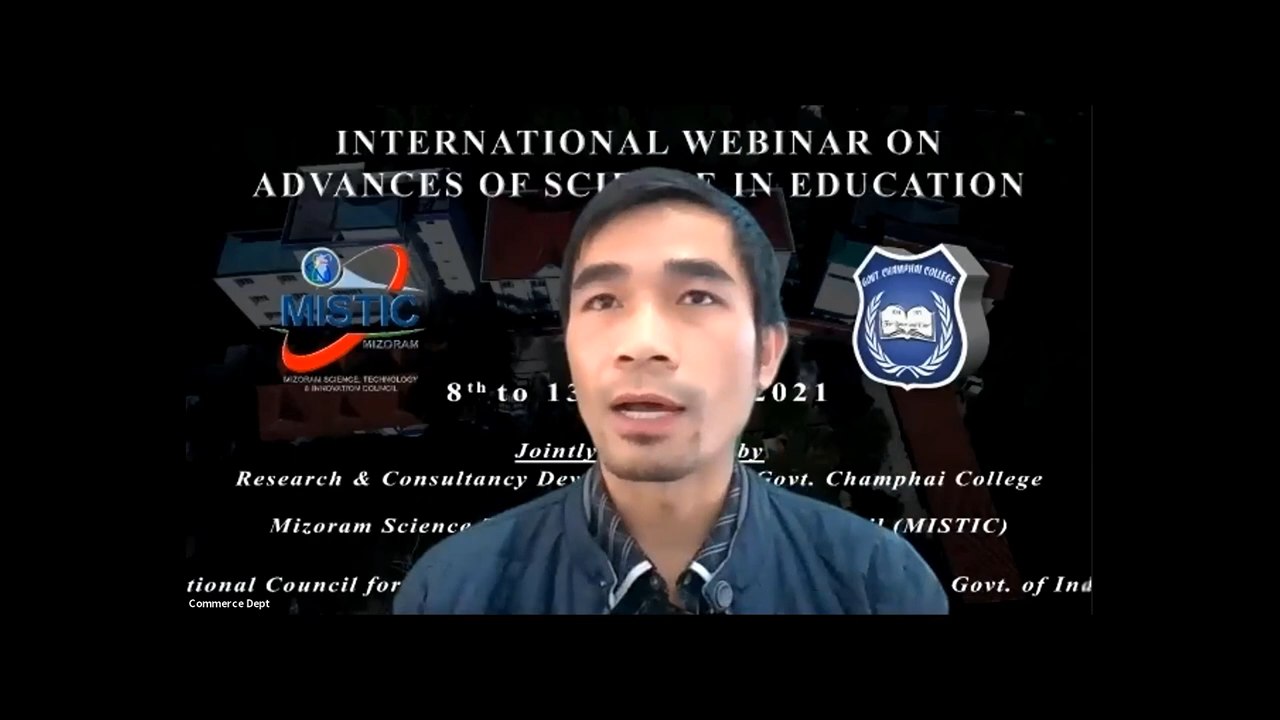 INTERNATIONAL WEBINAR ON
ADVANCES OF SCI E IN EDUCATION
MISTIC
MIZORAM
MIZORAM SCIENCE, TECHNOLOGY
& INNOVATION COUNCIL
GOVT CHAMPHAI COLLEGE
8th to 13 2021
Jointly by
Research & Consultancy Dev Govt. Champhai College
Mizoram Science (MISTIC)
tional Council for Govt. of Ind
Commerce Dept